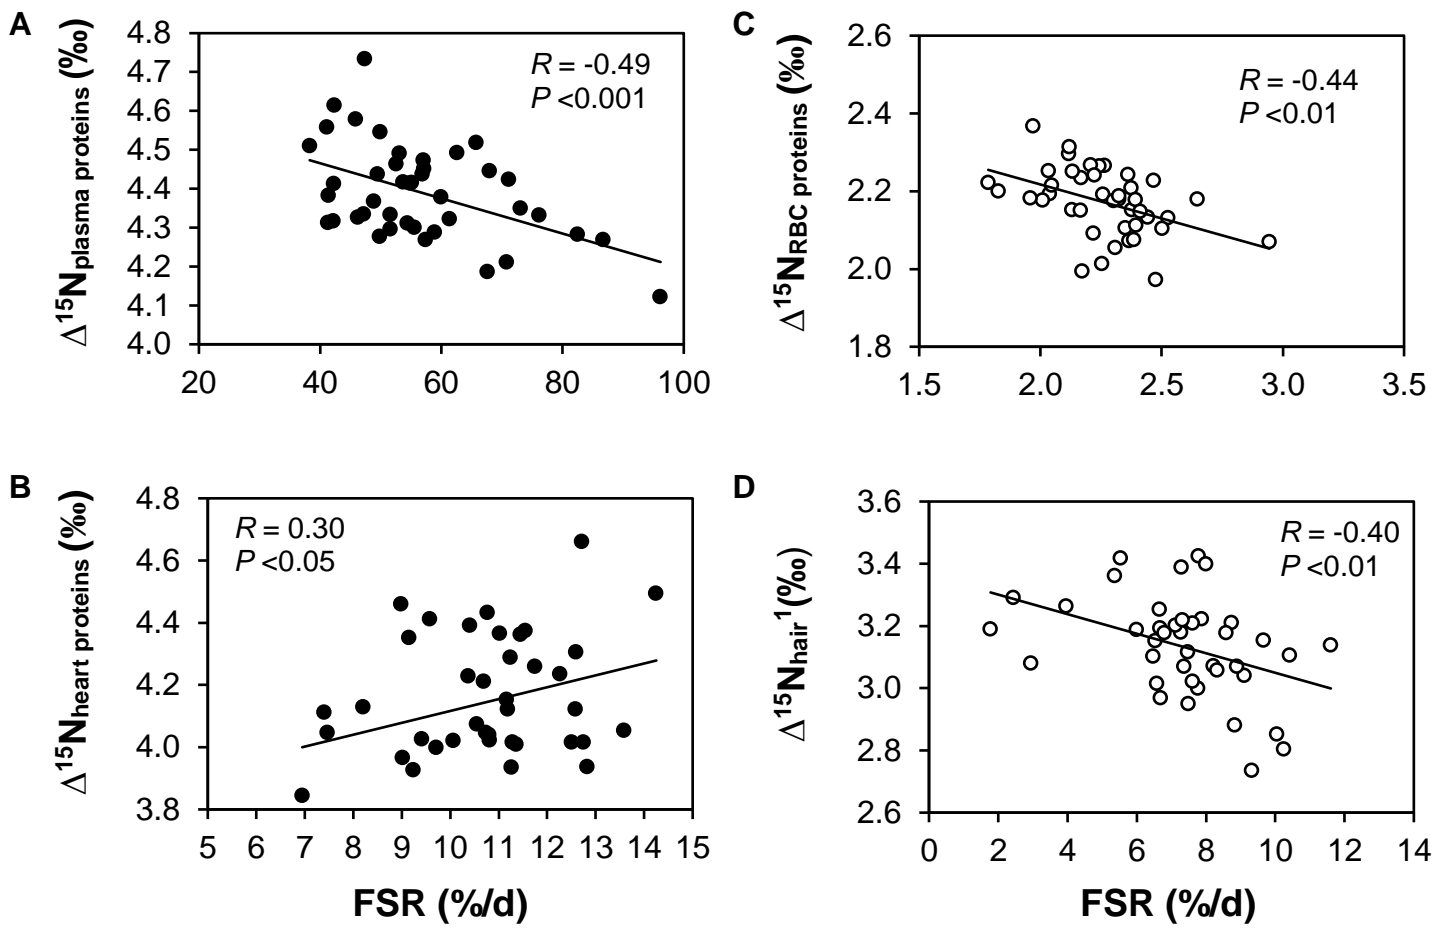 A
Δ15Nplasma proteins (‰)
4.8
4.7
4.6
4.5
4.4
4.3
4.2
4.1
4.0
R = -0.49
P <0.001
20 40 60 80 100
C
Δ15NRBC proteins (‰)
2.6
2.4
2.2
2.0
1.8
R = -0.44
P <0.01
1.5 2.0 2.5 3.0 3.5
B
Δ15Nheart proteins (‰)
4.8
4.6
4.4
4.2
4.0
3.8
R = 0.30
P <0.05
5 6 7 8 9 10 11 12 13 14 15
FSR (%/d)
D
Δ15Nhair1(‰)
3.6
3.4
3.2
3.0
2.8
2.6
R = -0.40
P <0.01
0 2 4 6 8 10 12 14
FSR (%/d)